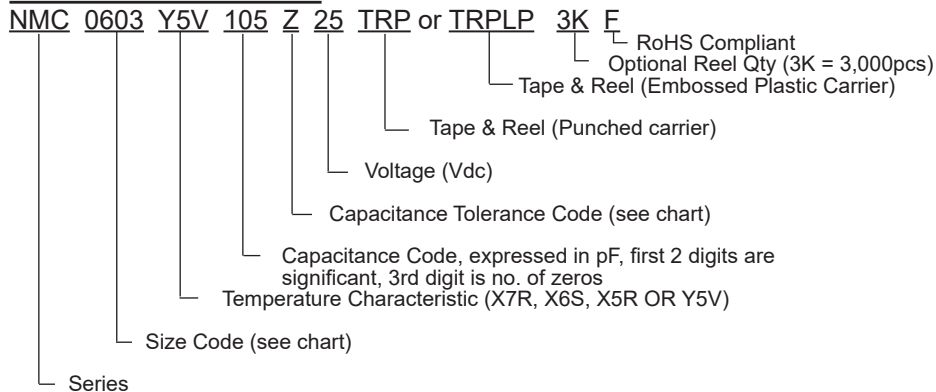 NMC 0603 Y5V 105 Z 25 TRP or TRPLP 3K F
RoHS Compliant
Optional Reel Qty (3K = 3,000pcs)
Tape & Reel (Embossed Plastic Carrier)
Tape & Reel (Punched carrier)
Voltage (Vdc)
Capacitance Tolerance Code (see chart)
Capacitance Code, expressed in pF, first 2 digits are
significant, 3rd digit is no. of zeros
Temperature Characteristic (X7R, X6S, X5R OR Y5V)
Size Code (see chart)
Series